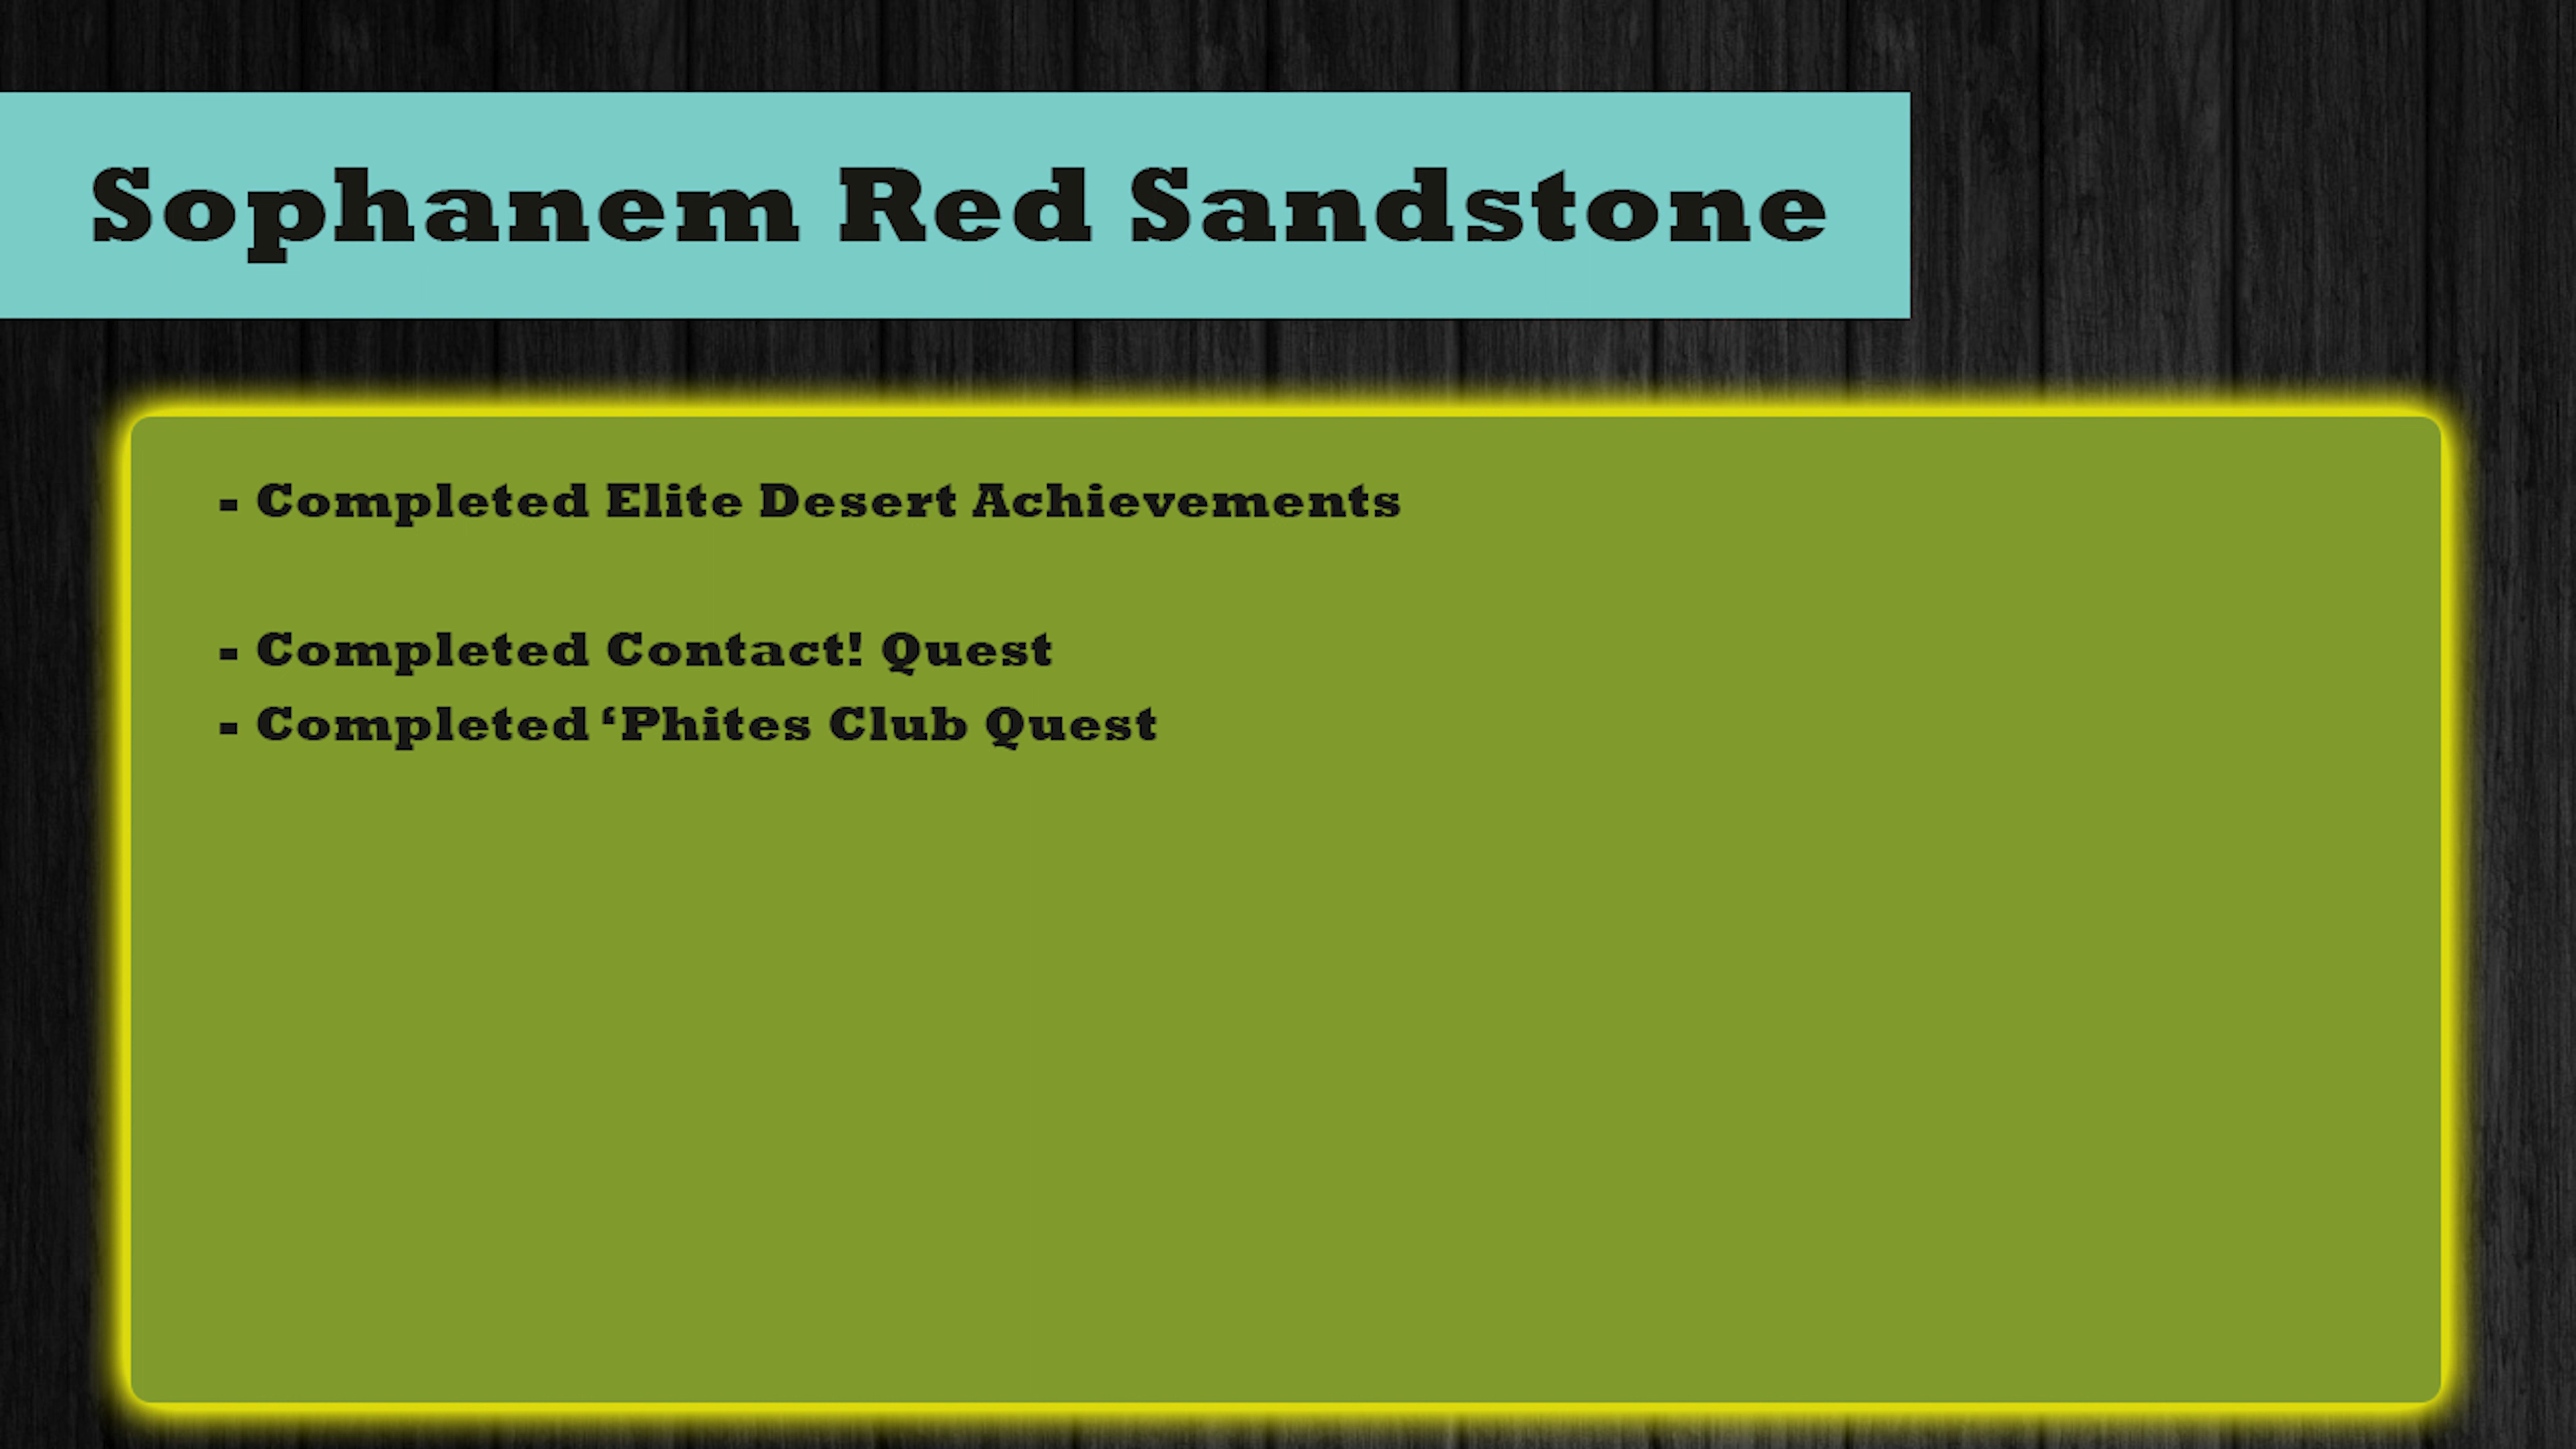 Sophanem Red Sandstone
- Completed Elite Desert Achievements
- Completed Contact! Quest
- Completed ‘Phites Club Quest